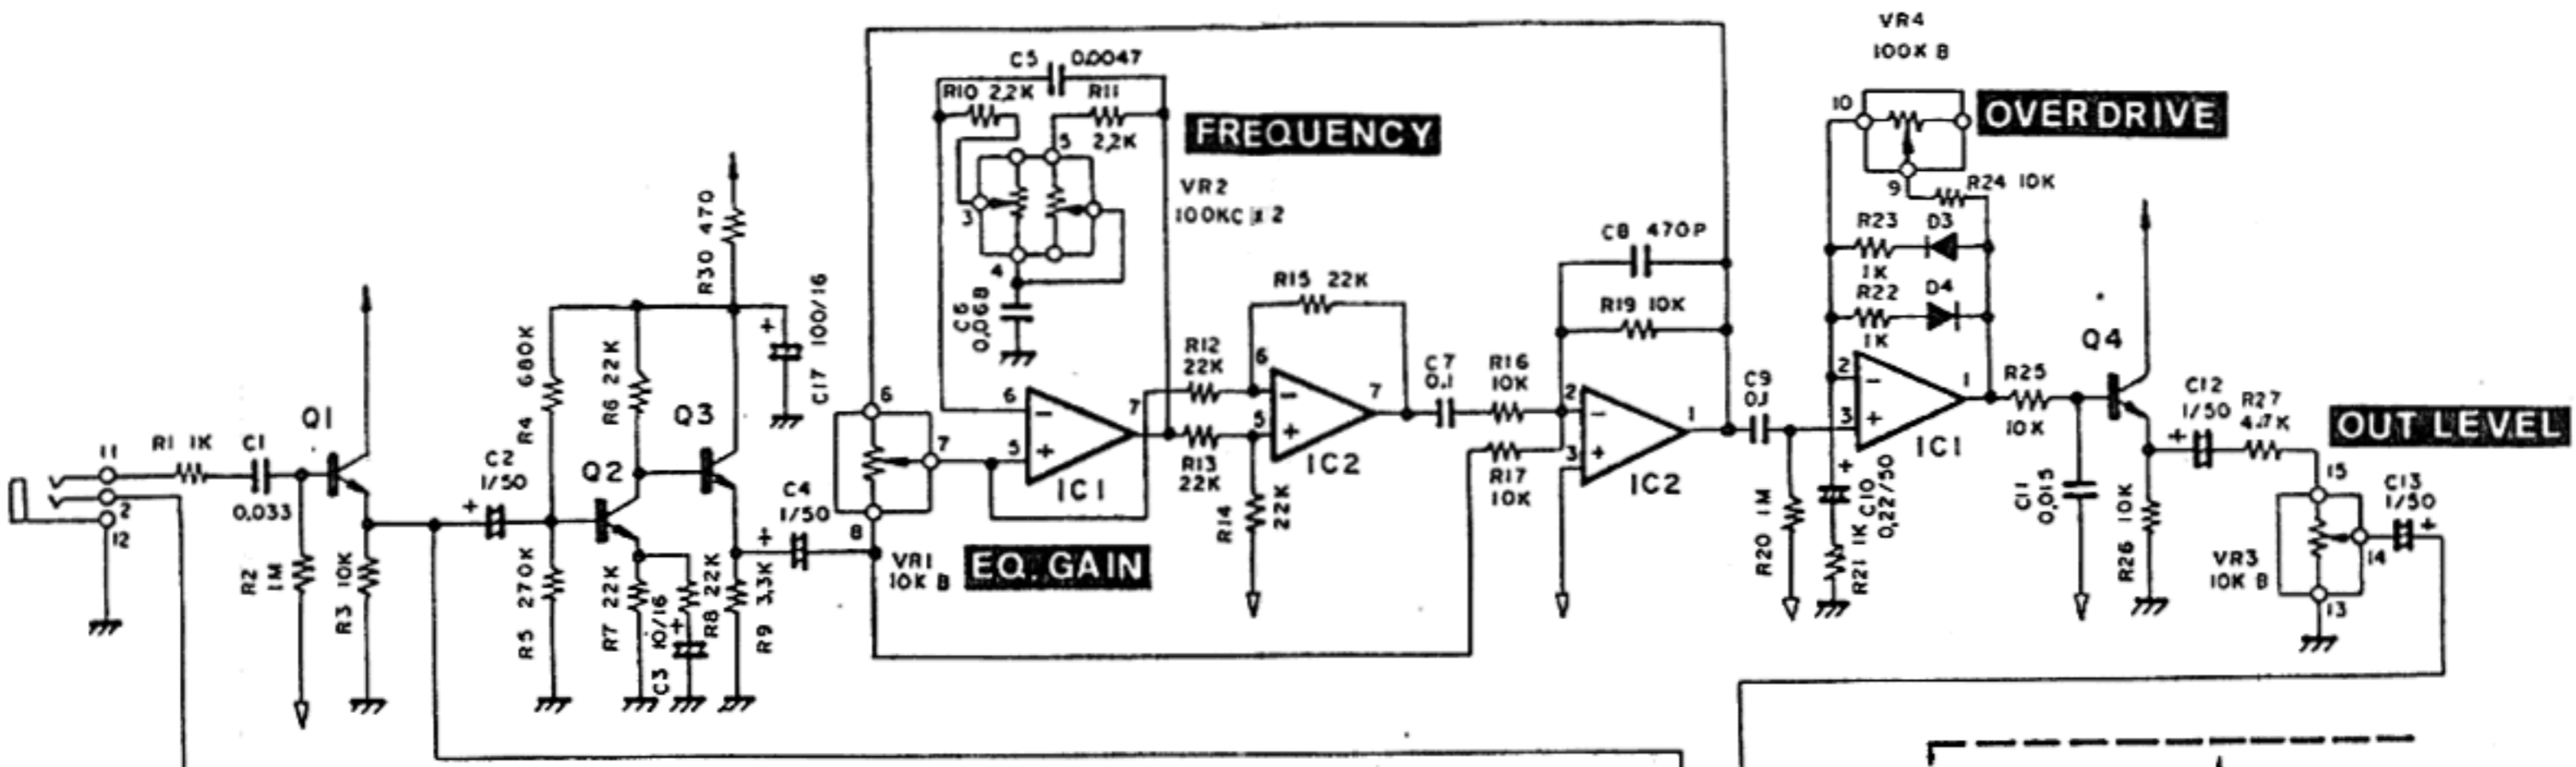 VR4
100K B
C5 0.0047
R10 2.2K
R11
2.2K
10
OVER DRIVE
FREQUENCY
5
3
4
VR2
100KC x 2
9
R24 10K
R23
1K
D3
R22
1K
D4
R30 470
C17 100/16
C6
0.068
C8 470P
R15 22K
R19 10K
R4 680K
R6 22K
Q1
Q3
Q2
Q4
11
R1 1K
C1
0.033
2
12
C2
1/50
+
+
6
7
8
6
5
7
-
+
IC1
R12
22K
R13
22K
6
5
7
-
+
IC2
C7
0.1
R16
10K
R17
10K
2
3
1
-
+
IC2
C9
0.1
2
3
1
-
+
IC1
R25
10K
C12
1/50
+
R27
4.7K
OUT LEVEL
15
C13
1/50
+
14
13
VR3
10K B
R2 1M
R3 10K
R5 270K
R7 22K
C3 10/16
+
R8 22K
R9 3.3K
C4
1/50
+
VR1
10K B
EQ. GAIN
R14
22K
R20 1M
R21 1K
C10
0.22/50
+
C11
0.015
R26 10K